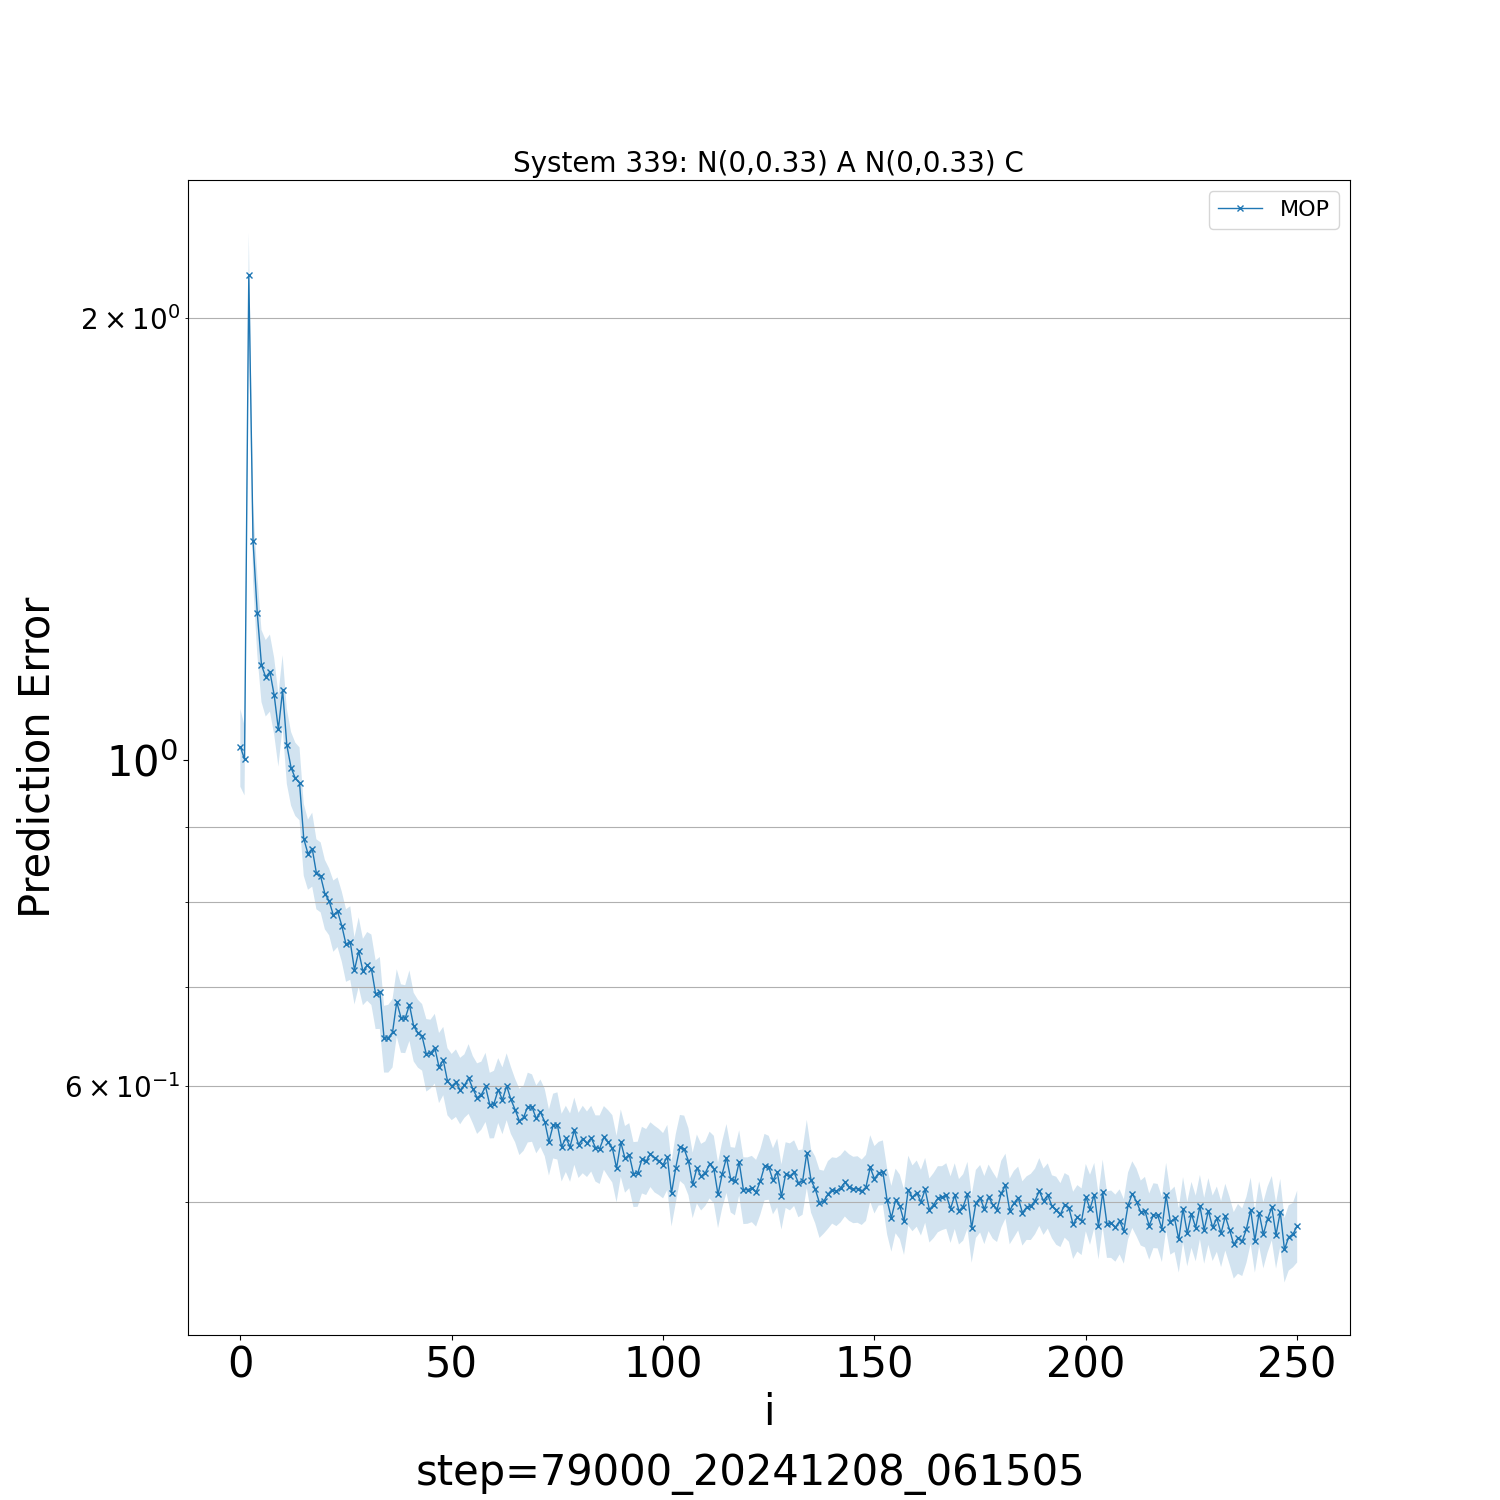 System 339: N(0,0.33) A N(0,0.33) C
MOP
Prediction Error
2 × 10⁰
10⁰
6 × 10⁻¹
0 50 100 150 200 250
i
step=79000_20241208_061505